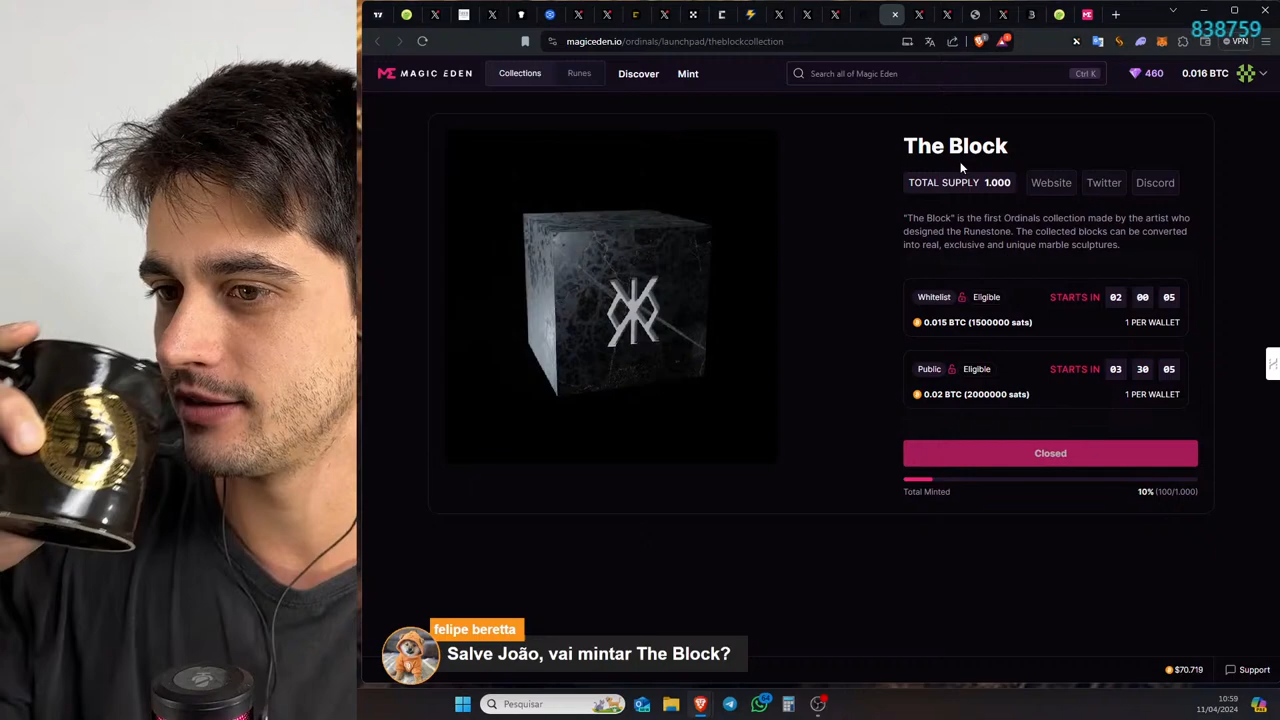 838759
magiceden.io/ordinals/launchpad/theblockcollection
VPN
MAGIC EDEN
Collections
Runes
Discover
Mint
Search all of Magic Eden
Ctrl K
460
0.016 BTC
The Block
TOTAL SUPPLY 1.000
Website
Twitter
Discord
"The Block" is the first Ordinals collection made by the artist who
designed the Runestone. The collected blocks can be converted
into real, exclusive and unique marble sculptures.
Whitelist
Eligible
STARTS IN 02 00 05
0.015 BTC (1500000 sats)
1 PER WALLET
Public
Eligible
STARTS IN 03 30 05
0.02 BTC (2000000 sats)
1 PER WALLET
Closed
Total Minted
10% (100/1.000)
felipe beretta
Salve João, vai mintar The Block?
$70,719
Support
Pesquisar
10:59
11/04/2024